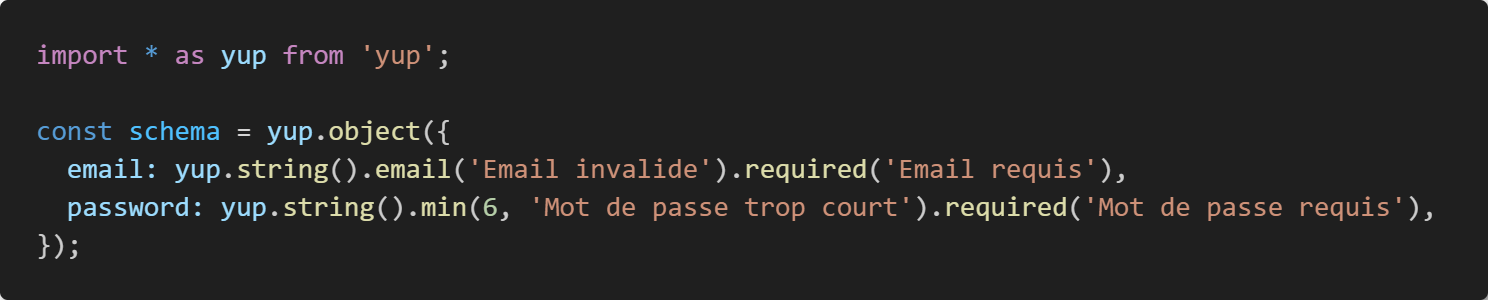 import * as yup from 'yup';
const schema = yup.object({
email: yup.string().email('Email invalide').required('Email requis'),
password: yup.string().min(6, 'Mot de passe trop court').required('Mot de passe requis'),
});